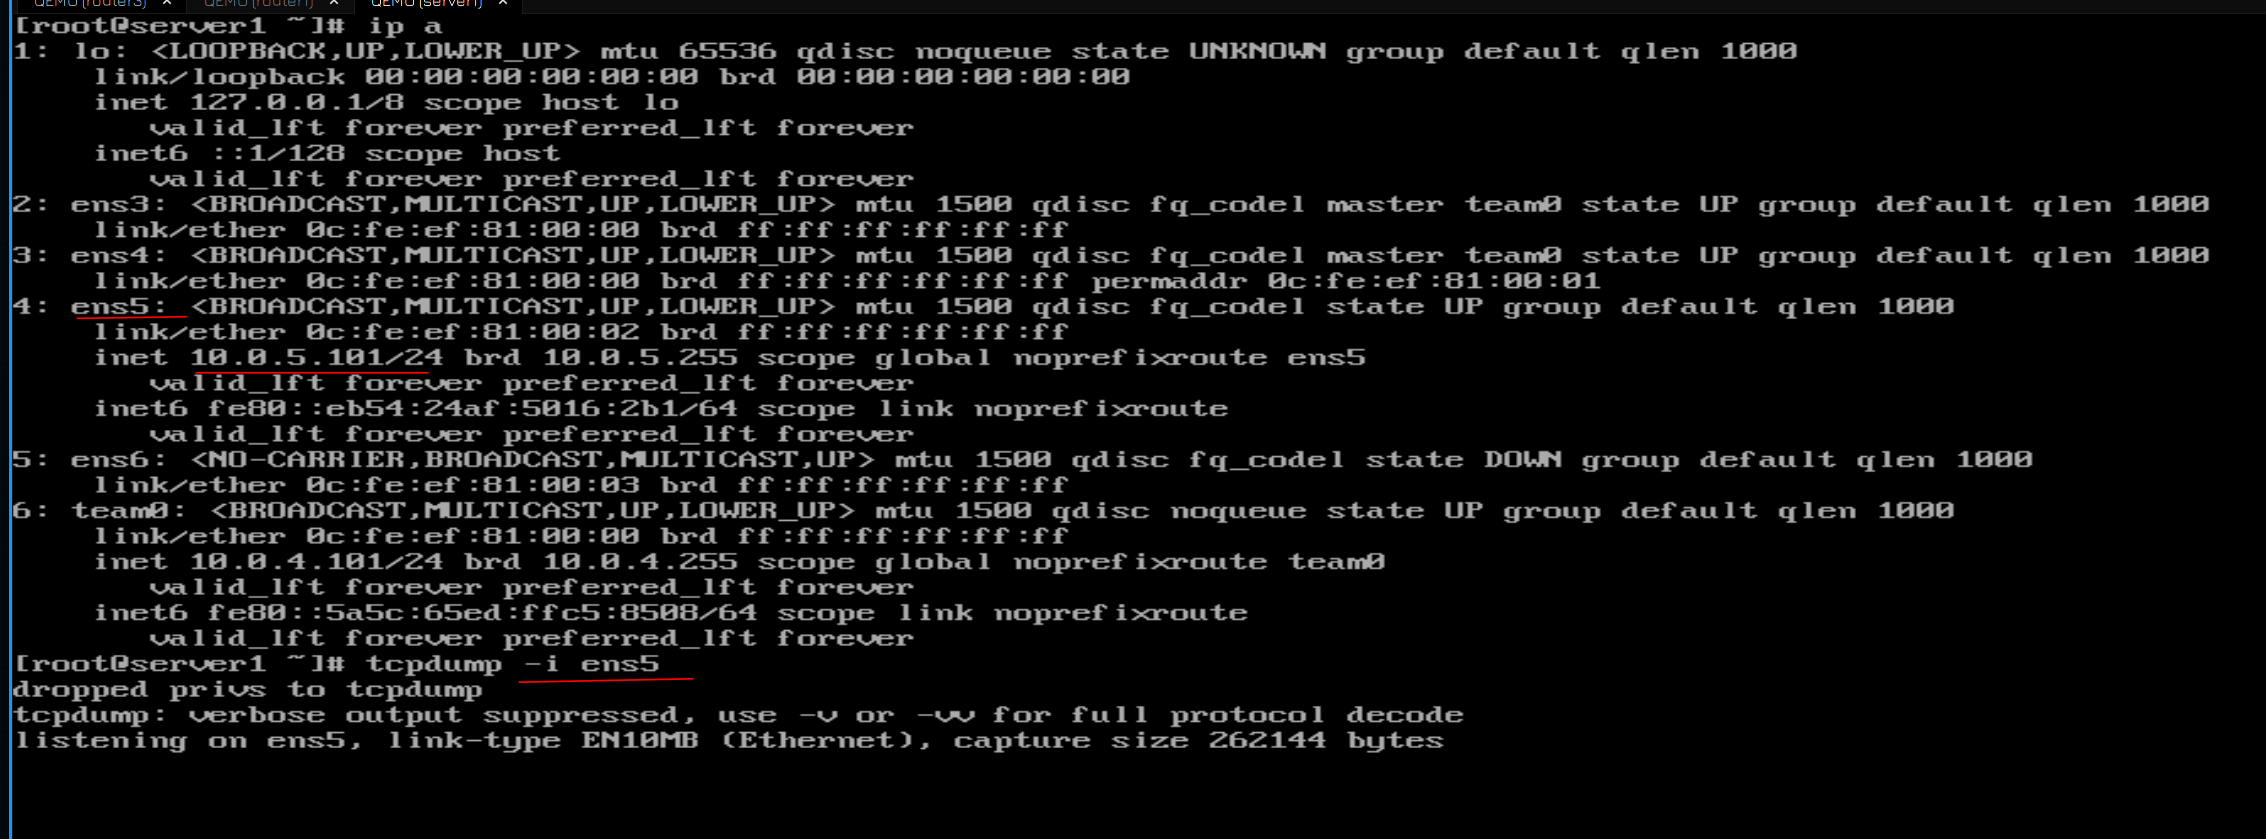 QEMU (router3) × QEMU (router1) × QEMU (server1) ×
[root@server1 ~]# ip a
1: lo: <LOOPBACK,UP,LOWER_UP> mtu 65536 qdisc noqueue state UNKNOWN group default qlen 1000
    link/loopback 00:00:00:00:00:00 brd 00:00:00:00:00:00
    inet 127.0.0.1/8 scope host lo
       valid_lft forever preferred_lft forever
    inet6 ::1/128 scope host
       valid_lft forever preferred_lft forever
2: ens3: <BROADCAST,MULTICAST,UP,LOWER_UP> mtu 1500 qdisc fq_codel master team0 state UP group default qlen 1000
    link/ether 0c:fe:ef:81:00:00 brd ff:ff:ff:ff:ff:ff
3: ens4: <BROADCAST,MULTICAST,UP,LOWER_UP> mtu 1500 qdisc fq_codel master team0 state UP group default qlen 1000
    link/ether 0c:fe:ef:81:00:00 brd ff:ff:ff:ff:ff:ff permaddr 0c:fe:ef:81:00:01
4: ens5: <BROADCAST,MULTICAST,UP,LOWER_UP> mtu 1500 qdisc fq_codel state UP group default qlen 1000
    link/ether 0c:fe:ef:81:00:02 brd ff:ff:ff:ff:ff:ff
    inet 10.0.5.101/24 brd 10.0.5.255 scope global noprefixroute ens5
       valid_lft forever preferred_lft forever
    inet6 fe80::eb54:24af:5016:2b1/64 scope link noprefixroute
       valid_lft forever preferred_lft forever
5: ens6: <NO-CARRIER,BROADCAST,MULTICAST,UP> mtu 1500 qdisc fq_codel state DOWN group default qlen 1000
    link/ether 0c:fe:ef:81:00:03 brd ff:ff:ff:ff:ff:ff
6: team0: <BROADCAST,MULTICAST,UP,LOWER_UP> mtu 1500 qdisc noqueue state UP group default qlen 1000
    link/ether 0c:fe:ef:81:00:00 brd ff:ff:ff:ff:ff:ff
    inet 10.0.4.101/24 brd 10.0.4.255 scope global noprefixroute team0
       valid_lft forever preferred_lft forever
    inet6 fe80::5a5c:65ed:ffc5:8508/64 scope link noprefixroute
       valid_lft forever preferred_lft forever
[root@server1 ~]# tcpdump -i ens5
dropped privs to tcpdump
tcpdump: verbose output suppressed, use -v or -vv for full protocol decode
listening on ens5, link-type EN10MB (Ethernet), capture size 262144 bytes